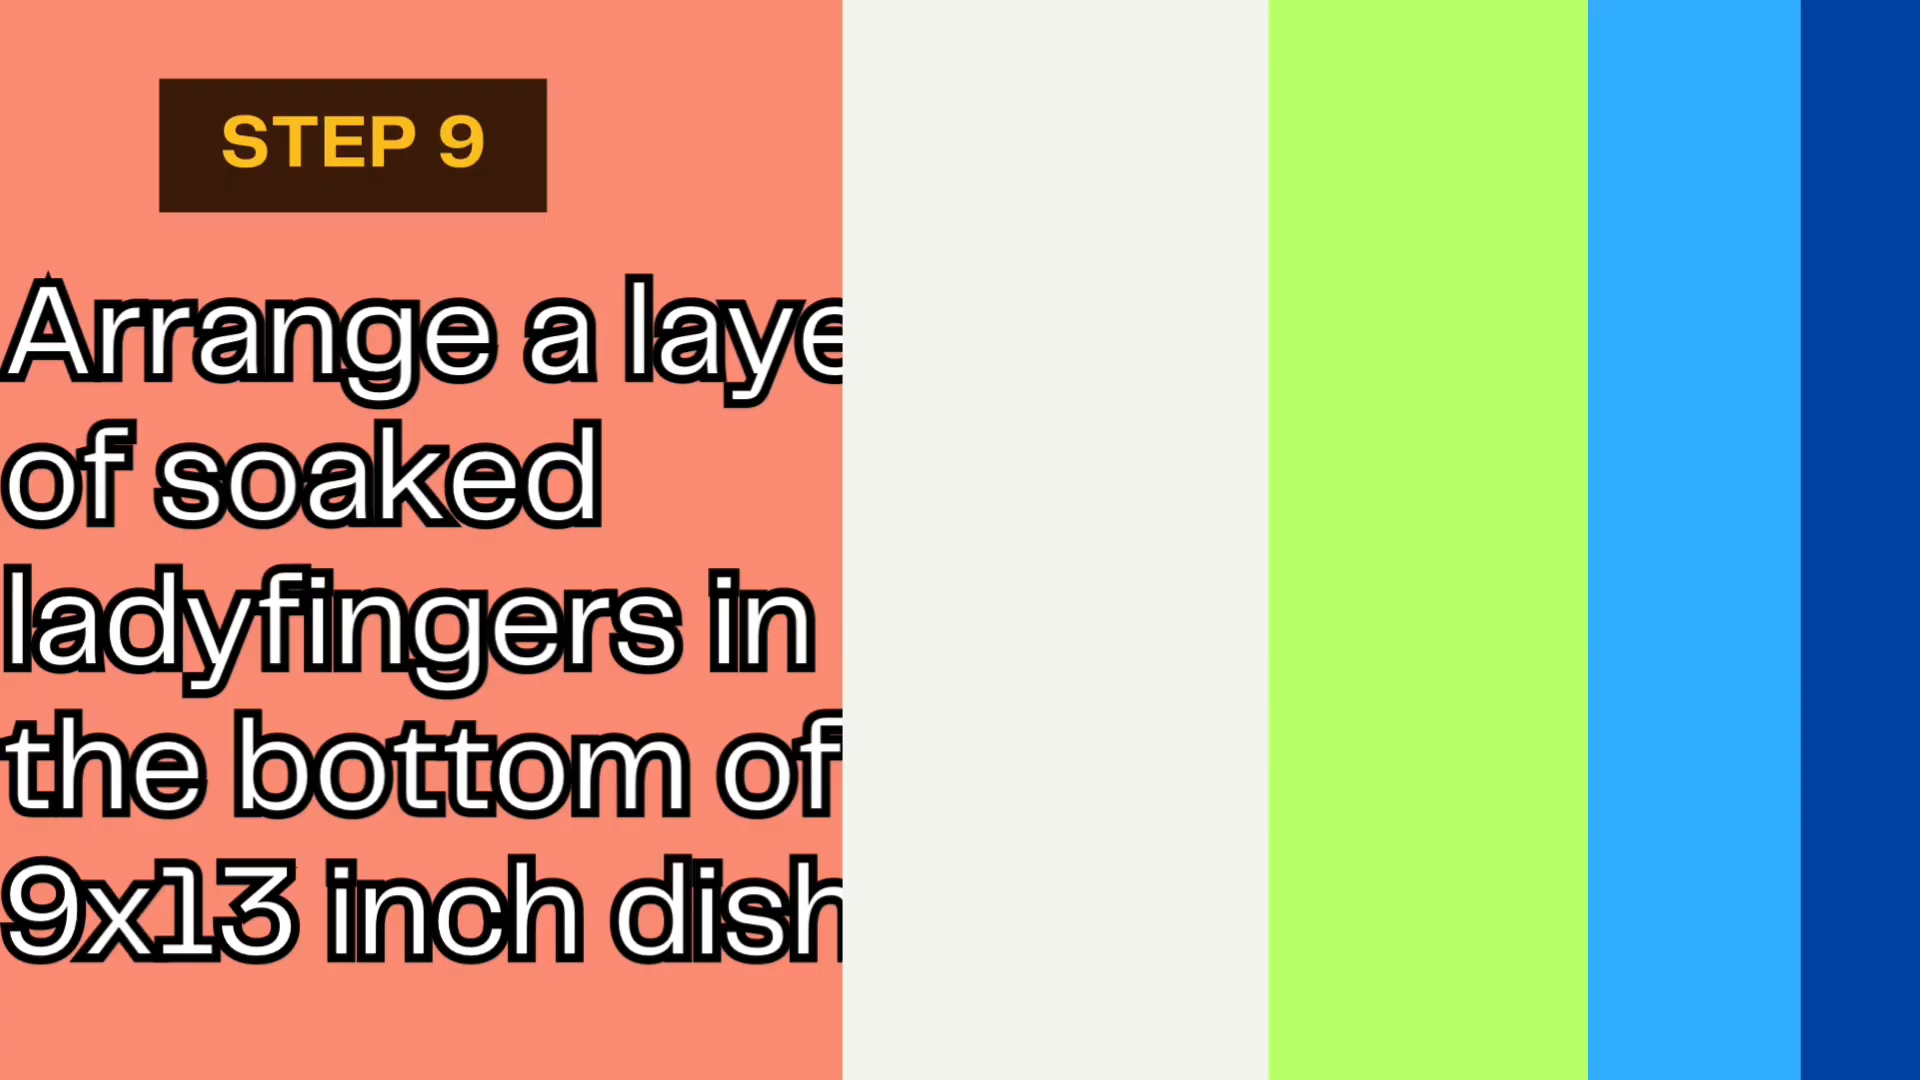 STEP 9
Arrange a laye
of soaked
ladyfingers in
the bottom of
9x13 inch dish